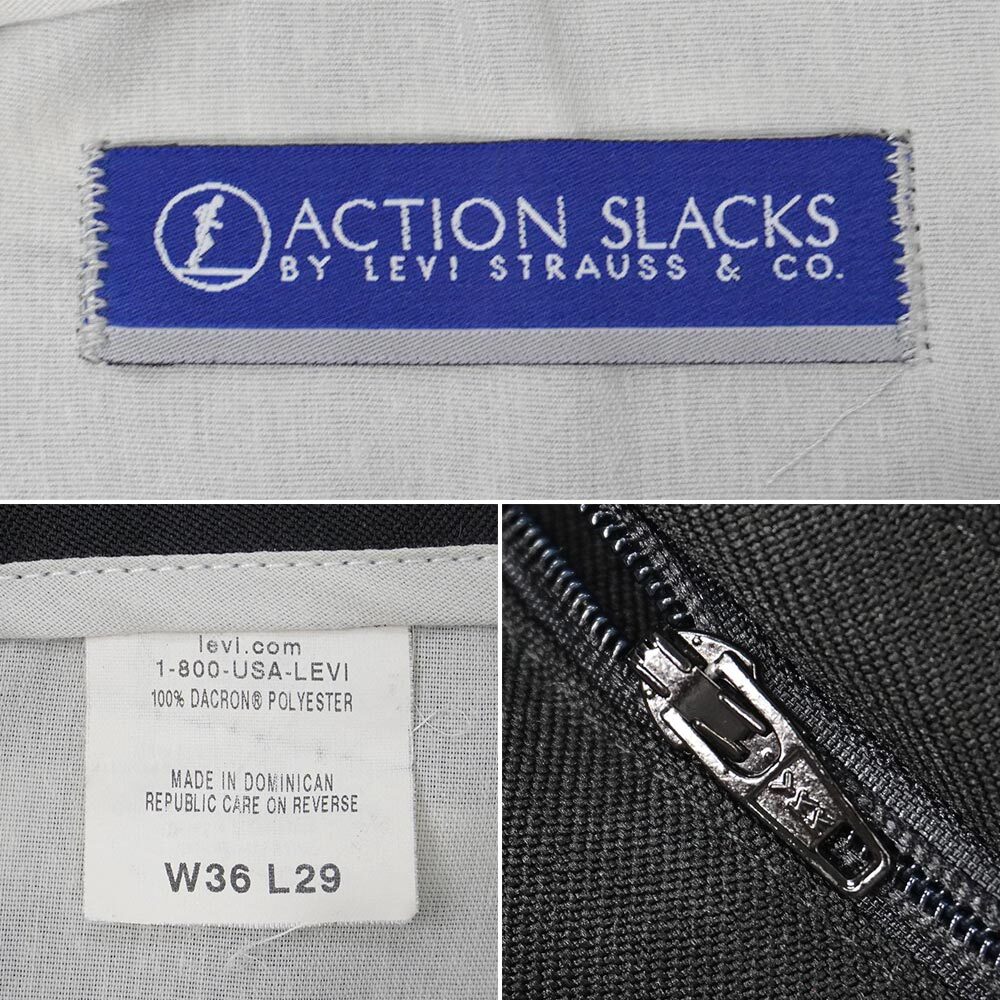 ACTION SLACKS
BY LEVI STRAUSS & CO.
levi.com
1-800-USA-LEVI
100% DACRON® POLYESTER
MADE IN DOMINICAN
REPUBLIC CARE ON REVERSE
W36 L29
YKK